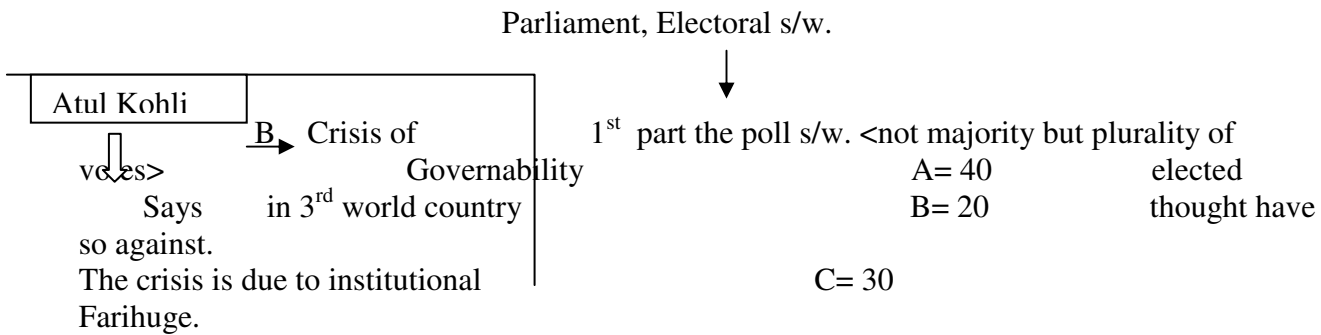 Parliament, Electoral s/w.
Atul Kohli
B Crisis of 1st part the poll s/w. <not majority but plurality of
votes> Governability A= 40 elected
Says in 3rd world country B= 20 thought have
so against.
The crisis is due to institutional C= 30
Farihuge.